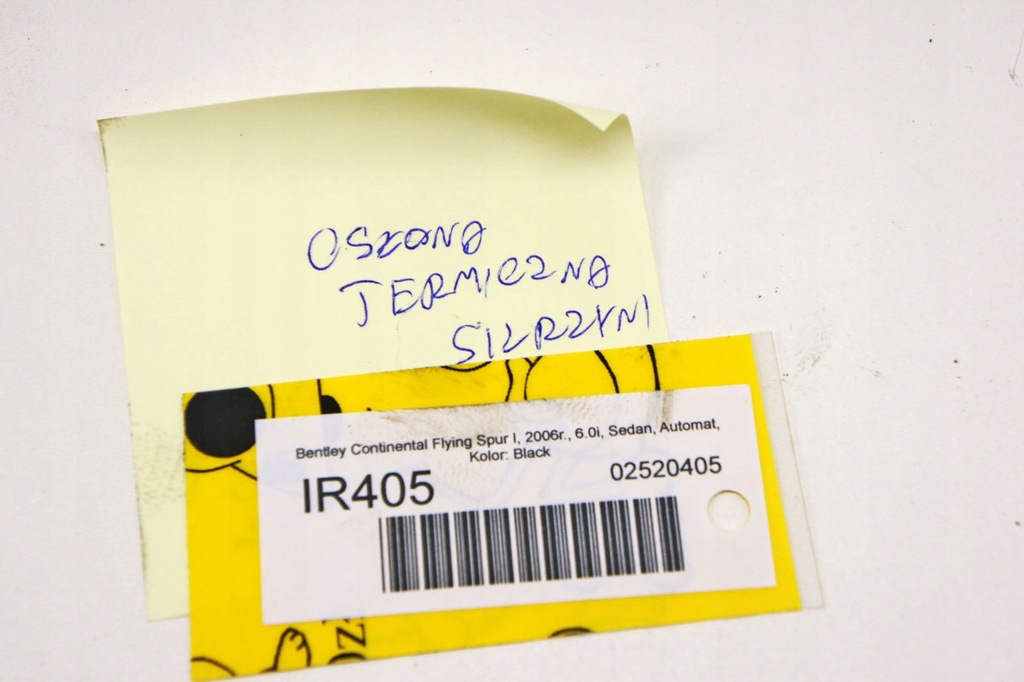 OSŁONA
TERMICZNA
SKRZYNI
Bentley Continental Flying Spur I, 2006r., 6.0i, Sedan, Automat,
Kolor: Black
IR405
02520405